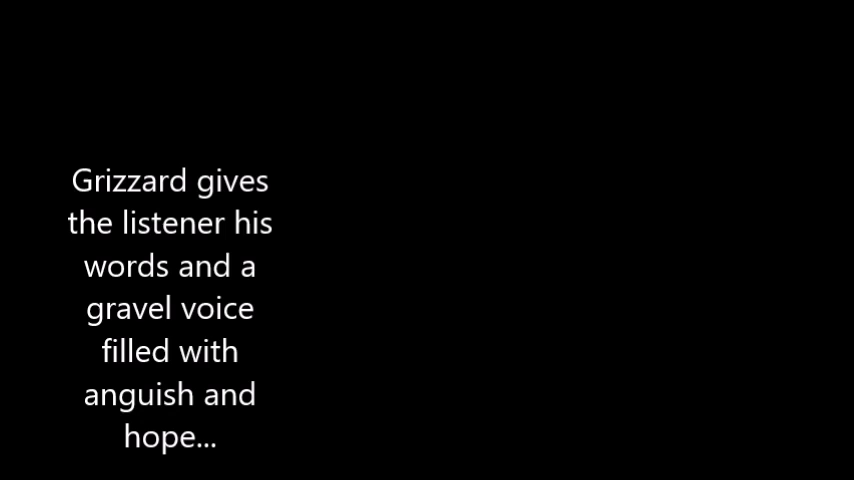 Grizzard gives
the listener his
words and a
gravel voice
filled with
anguish and
hope...